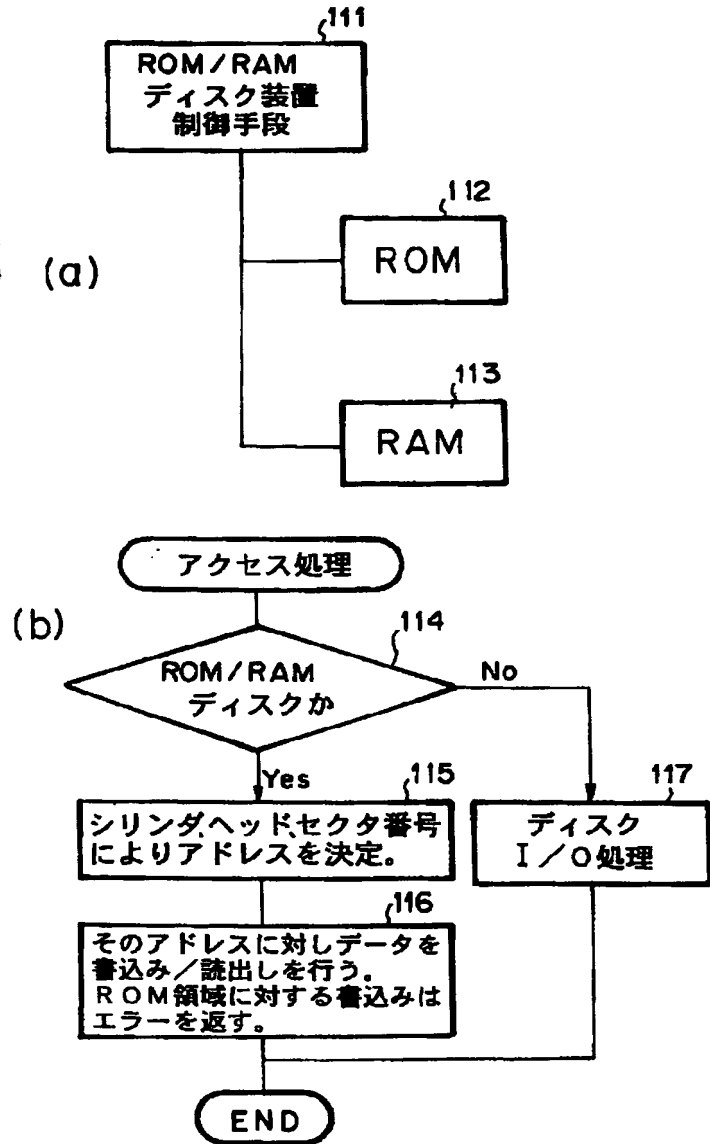 111
ROM/RAM
ディスク装置
制御手段
112
(a)
ROM
113
RAM
アクセス処理
(b)
114
ROM/RAM
ディスクか
No
Yes
115
117
シリンダ、ヘッド、セクタ番号
によりアドレスを決定。
ディスク
I/O処理
116
そのアドレスに対しデータを
書込み/読出しを行う。
ROM領域に対する書込みは
エラーを返す。
END